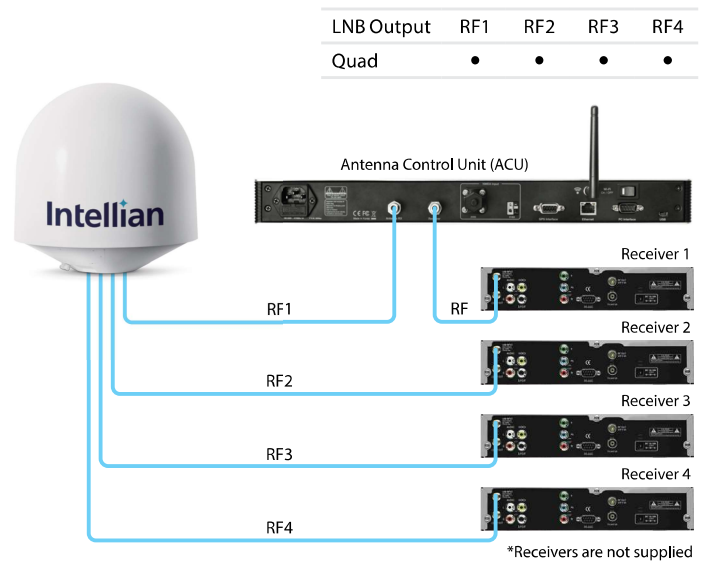 LNB Output RF1 RF2 RF3 RF4
Quad • • • •
Antenna Control Unit (ACU)
Intellian
Receiver 1
RF1
RF
Receiver 2
RF2
Receiver 3
RF3
Receiver 4
RF4
*Receivers are not supplied